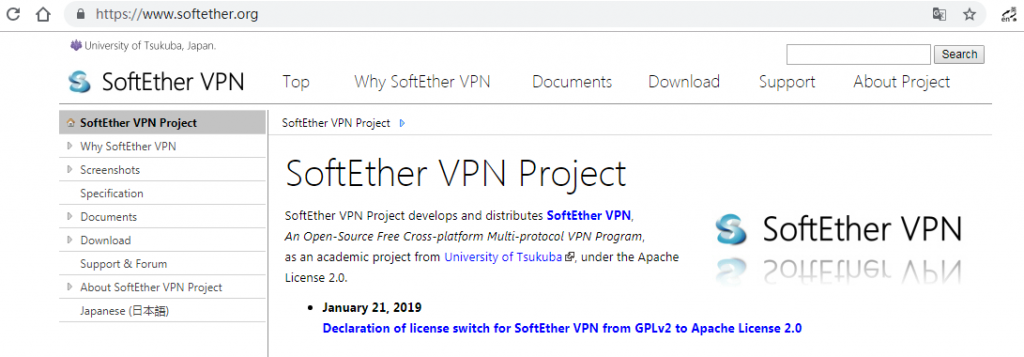 https://www.softether.org
University of Tsukuba, Japan.
Search
SoftEther VPN
Top
Why SoftEther VPN
Documents
Download
Support
About Project
SoftEther VPN Project
Why SoftEther VPN
Screenshots
Specification
Documents
Download
Support & Forum
About SoftEther VPN Project
Japanese (日本語)
SoftEther VPN Project
SoftEther VPN Project
SoftEther VPN Project develops and distributes SoftEther VPN,
An Open-Source Free Cross-platform Multi-protocol VPN Program,
as an academic project from University of Tsukuba, under the Apache
License 2.0.
January 21, 2019
Declaration of license switch for SoftEther VPN from GPLv2 to Apache License 2.0
SoftEther VPN